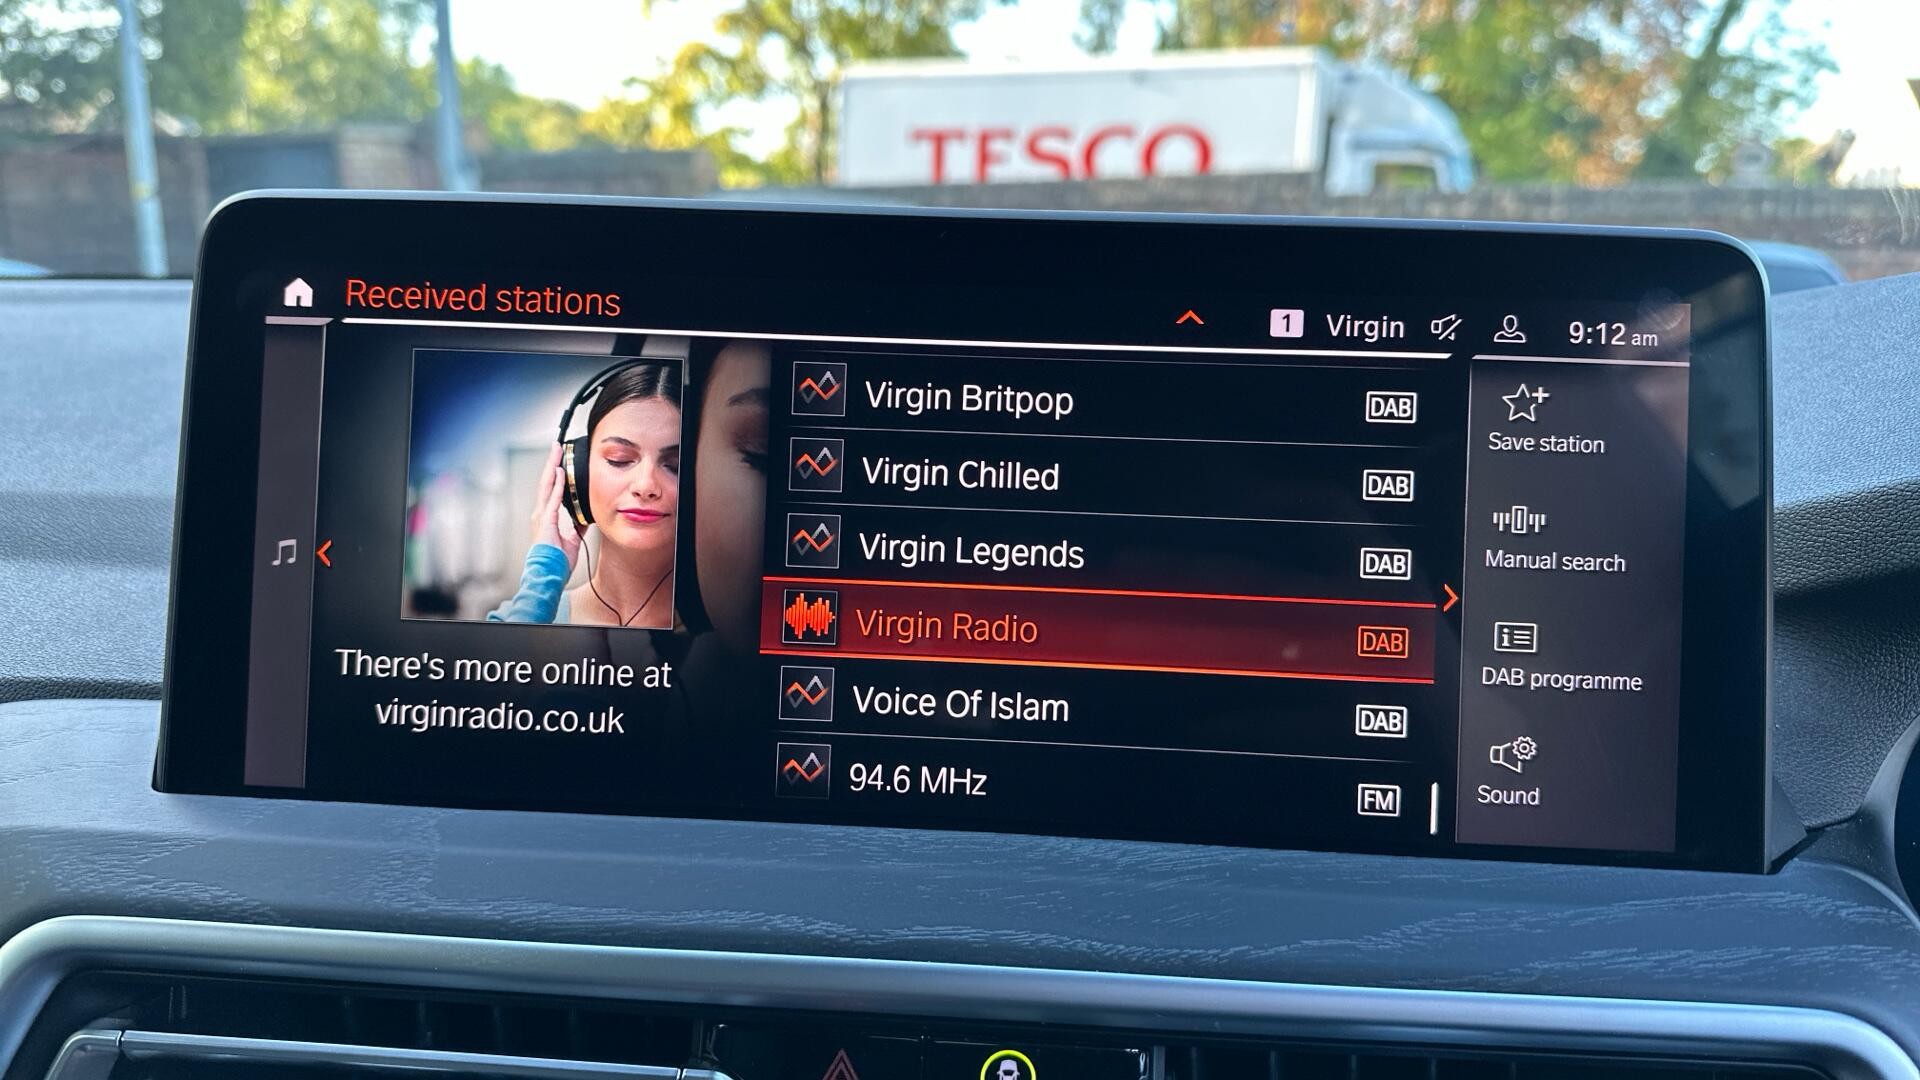 TESCO
Received stations
1 Virgin
9:12 am
There's more online at
virginradio.co.uk
Virgin Britpop DAB
Virgin Chilled DAB
Virgin Legends DAB
Virgin Radio DAB
Voice Of Islam DAB
94.6 MHz FM
Save station
Manual search
DAB programme
Sound